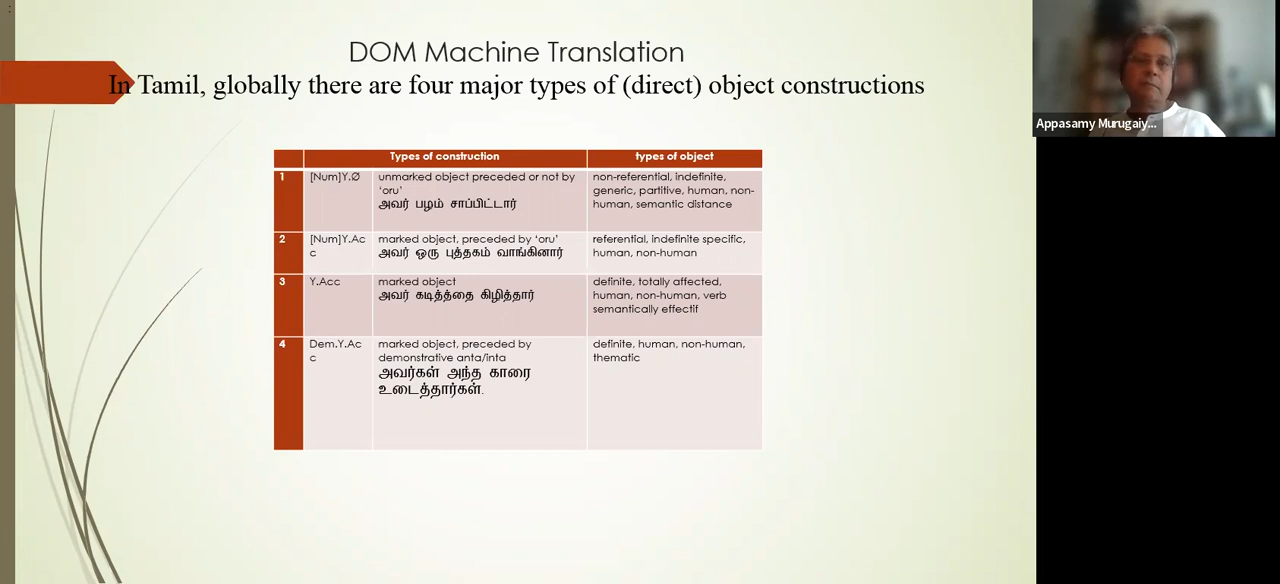 DOM Machine Translation
In Tamil, globally there are four major types of (direct) object constructions
Appasamy Murugaiy...
Types of construction
types of object
1
[Num]Y.Ø
unmarked object preceded or not by
‘oru’
அவர் பழம் சாப்பிட்டார்
non-referential, indefinite,
generic, partitive, human, non-
human, semantic distance
2
[Num]Y.Ac
c
marked object, preceded by ‘oru’
அவர் ஒரு புத்தகம் வாங்கினார்
referential, indefinite specific,
human, non-human
3
Y.Acc
marked object
அவர் கடித்த்தை கிழித்தார்
definite, totally affected,
human, non-human, verb
semantically effectif
4
Dem.Y.Ac
c
marked object, preceded by
demonstrative anta/inta
அவர்கள் அந்த காரை
உடைத்தார்கள்.
definite, human, non-human,
thematic